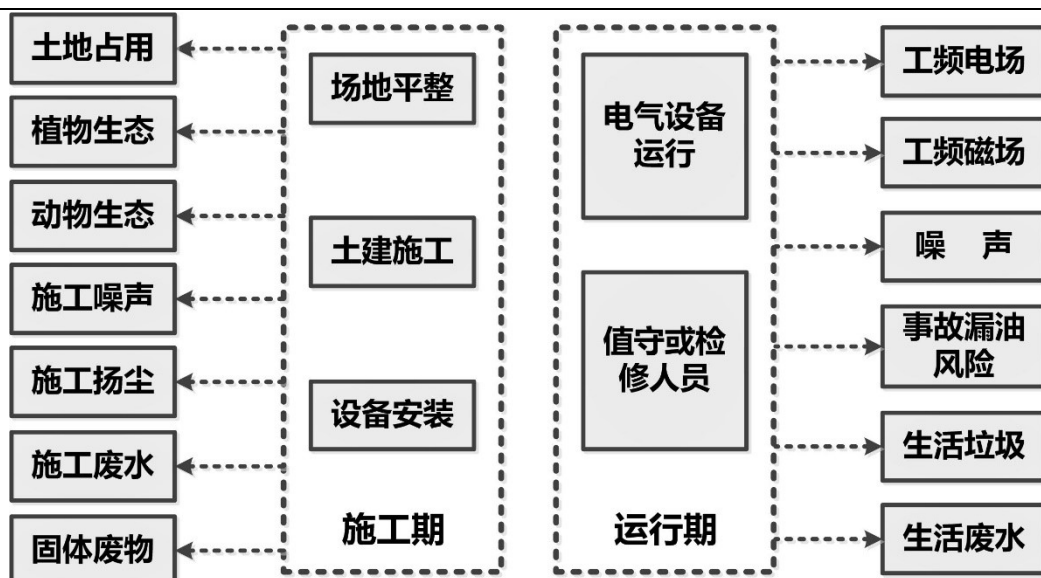 土地占用
植物生态
动物生态
施工噪声
施工扬尘
施工废水
固体废物
场地平整
土建施工
设备安装
施工期
电气设备
运行
值守或检
修人员
运行期
工频电场
工频磁场
噪 声
事故漏油
风险
生活垃圾
生活废水